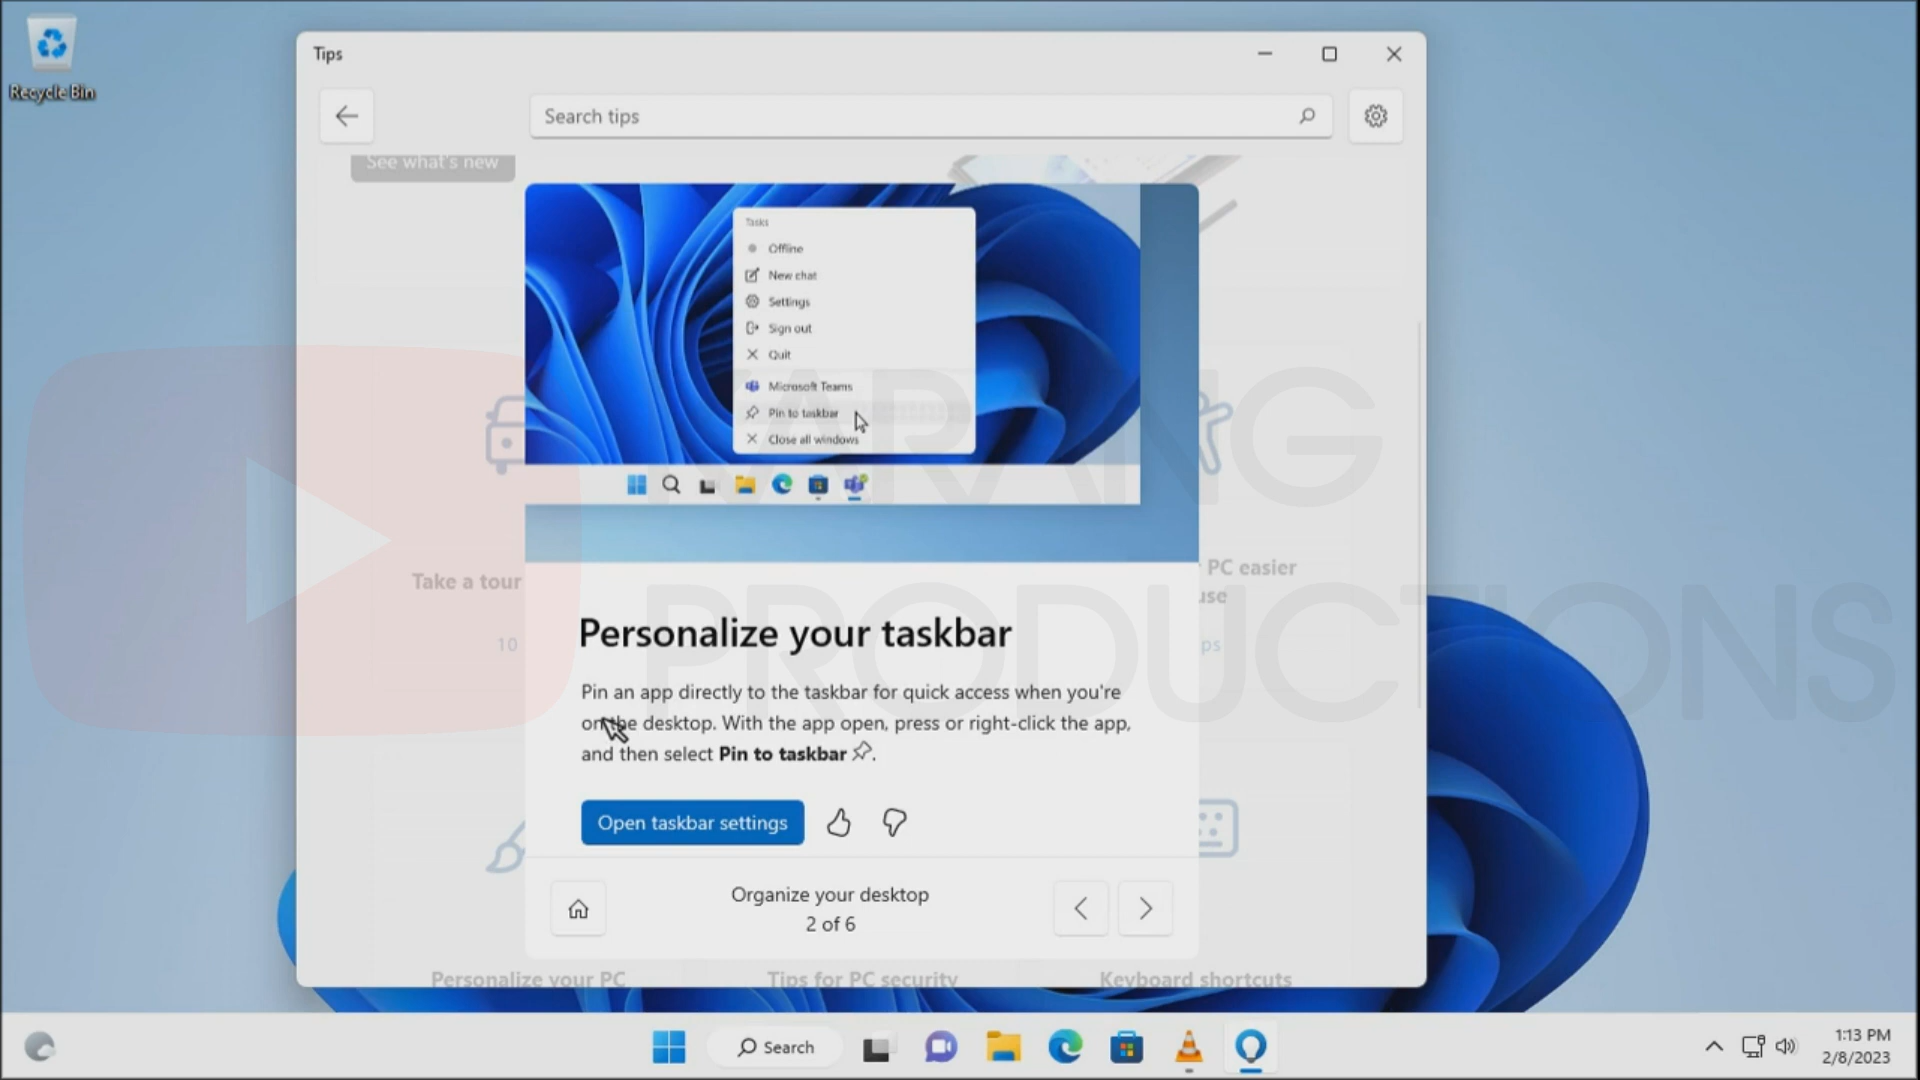 Recycle Bin
Tips
Search tips
See what's new
Tasks
Offline
New chat
Settings
Sign out
Quit
Microsoft Teams
Pin to taskbar
Close all windows
Take a tour
10
PC easier
use
ps
Personalize your taskbar
Pin an app directly to the taskbar for quick access when you're
on the desktop. With the app open, press or right-click the app,
and then select Pin to taskbar.
Open taskbar settings
Organize your desktop
2 of 6
Personalize your PC
Tips for PC security
Keyboard shortcuts
PRODUCTIONS
Search
1:13 PM
2/8/2023